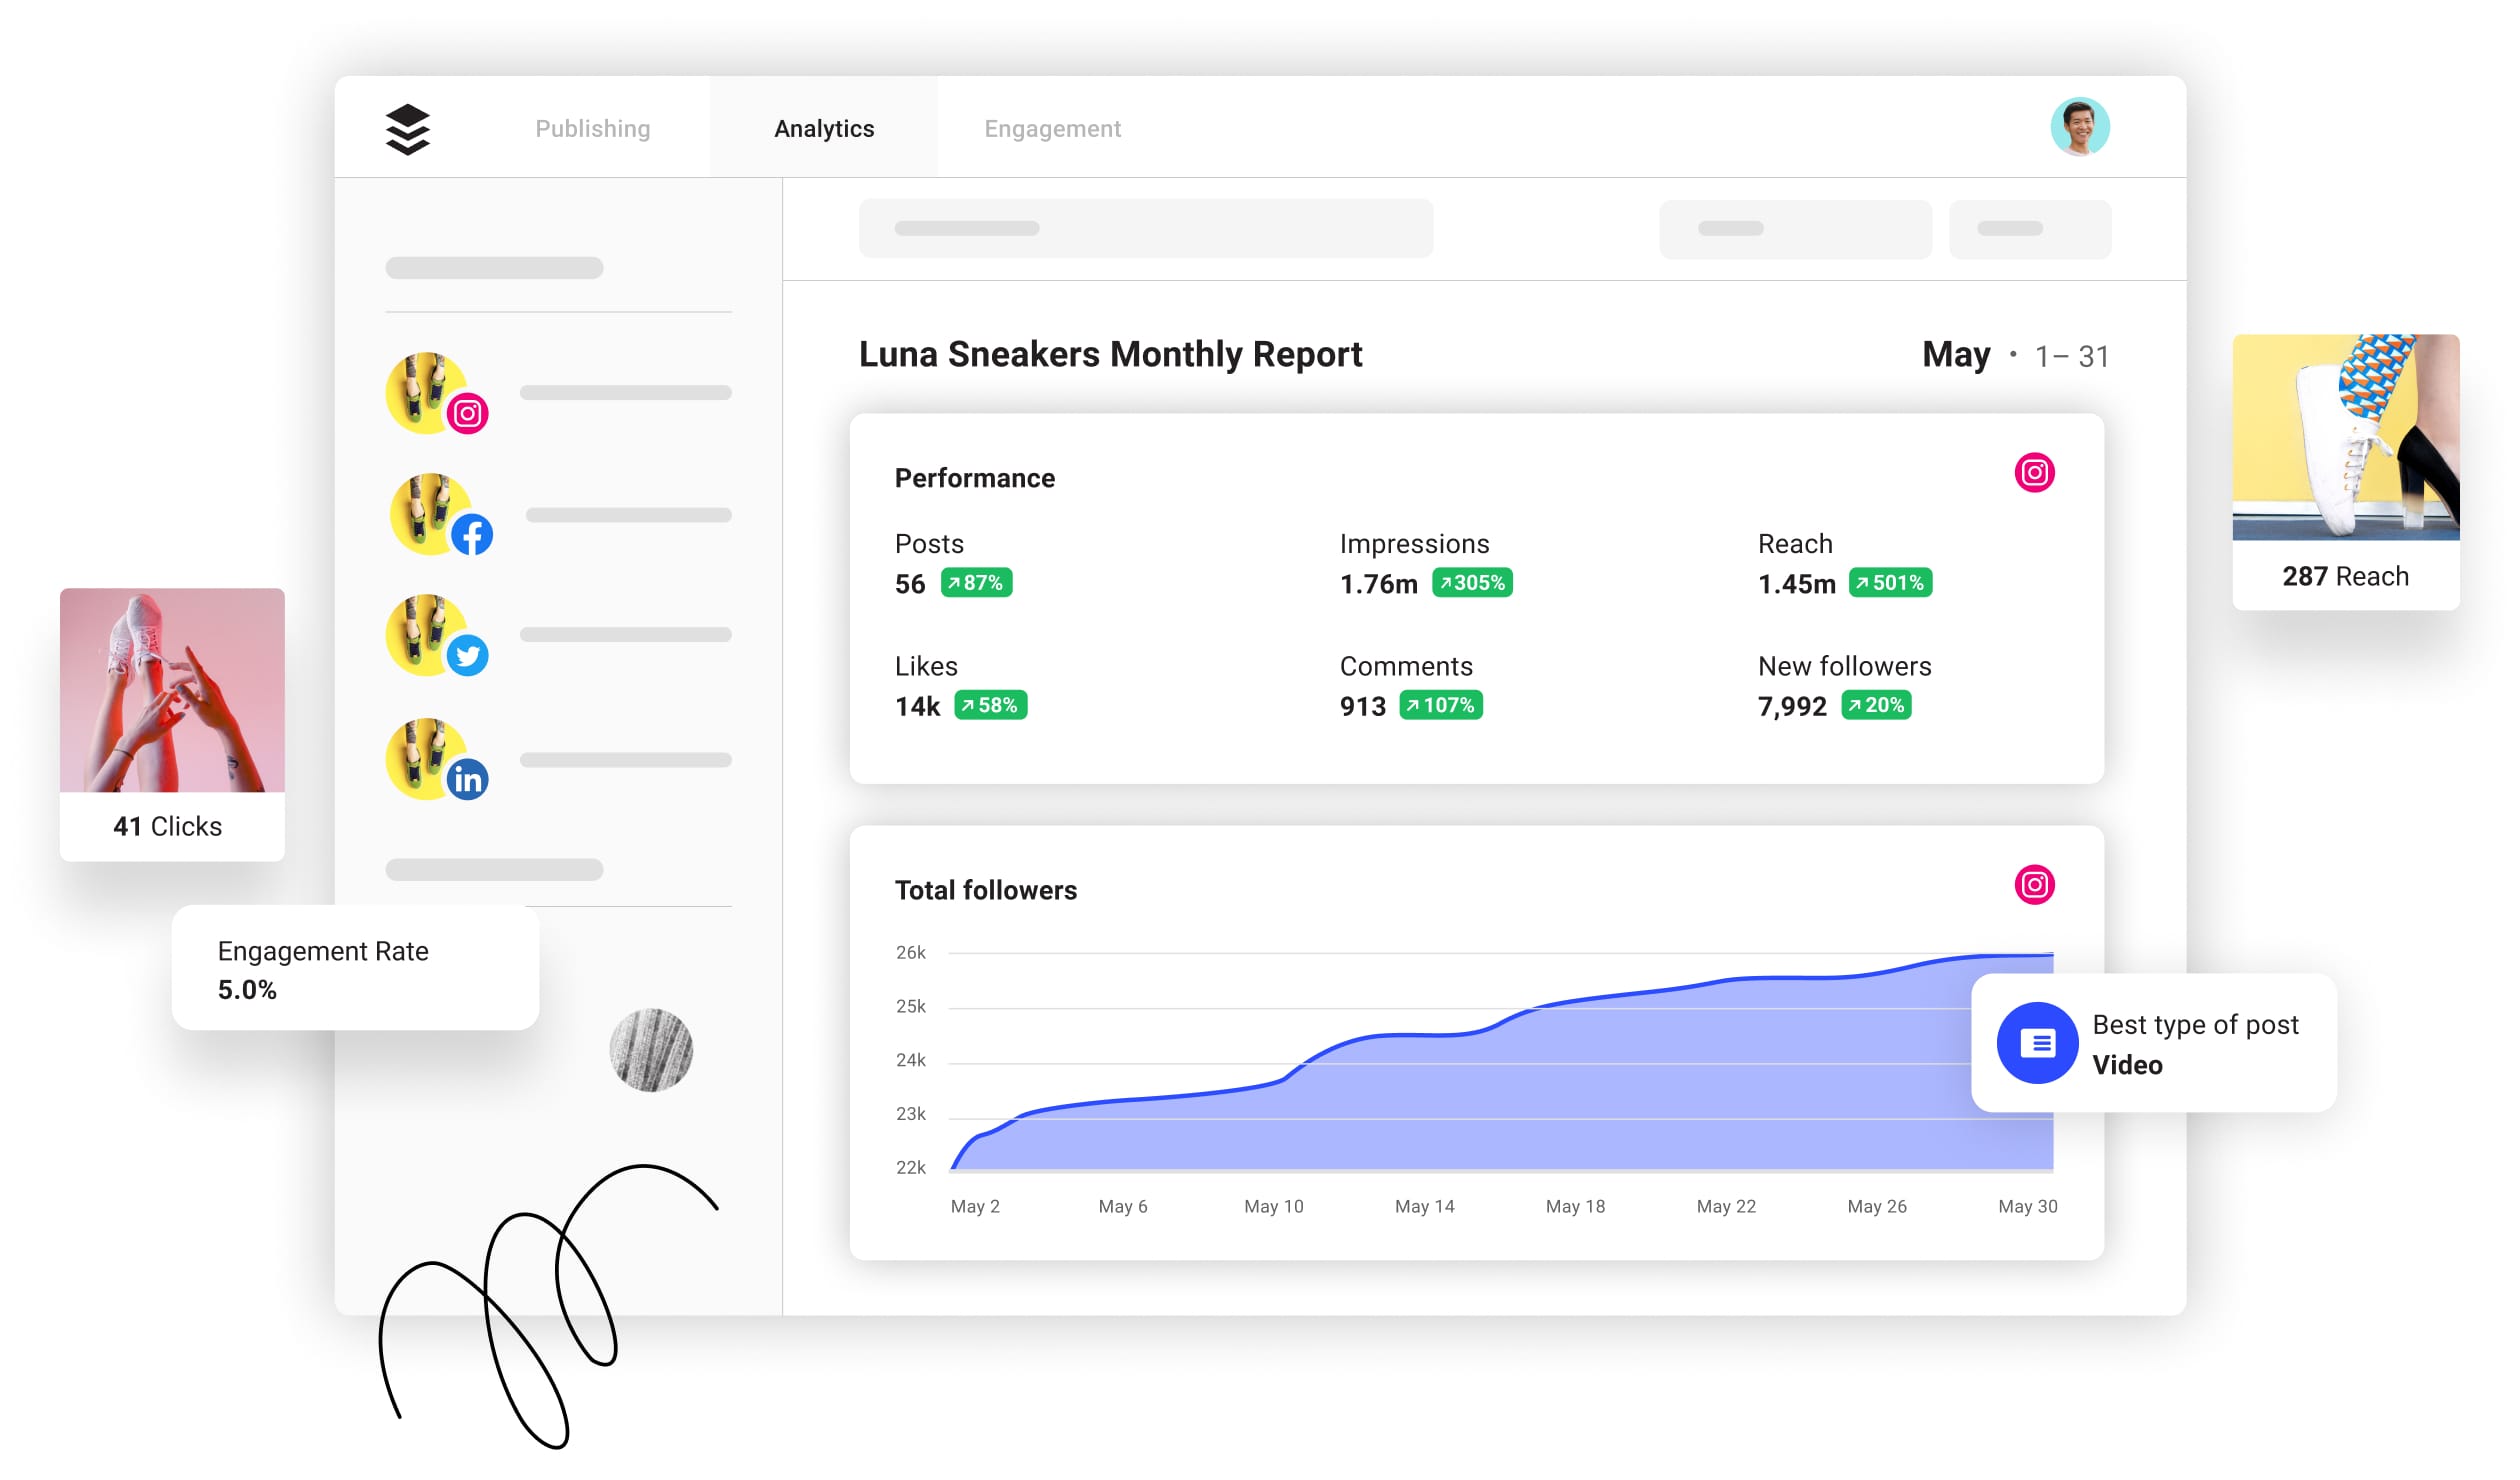 Publishing
Analytics
Engagement
Luna Sneakers Monthly Report
May • 1– 31
Performance
Posts
56 ↗87%
Impressions
1.76m ↗305%
Reach
1.45m ↗501%
Likes
14k ↗58%
Comments
913 ↗107%
New followers
7,992 ↗20%
287 Reach
41 Clicks
Engagement Rate
5.0%
Total followers
26k
25k
24k
23k
22k
May 2
May 6
May 10
May 14
May 18
May 22
May 26
May 30
Best type of post
Video